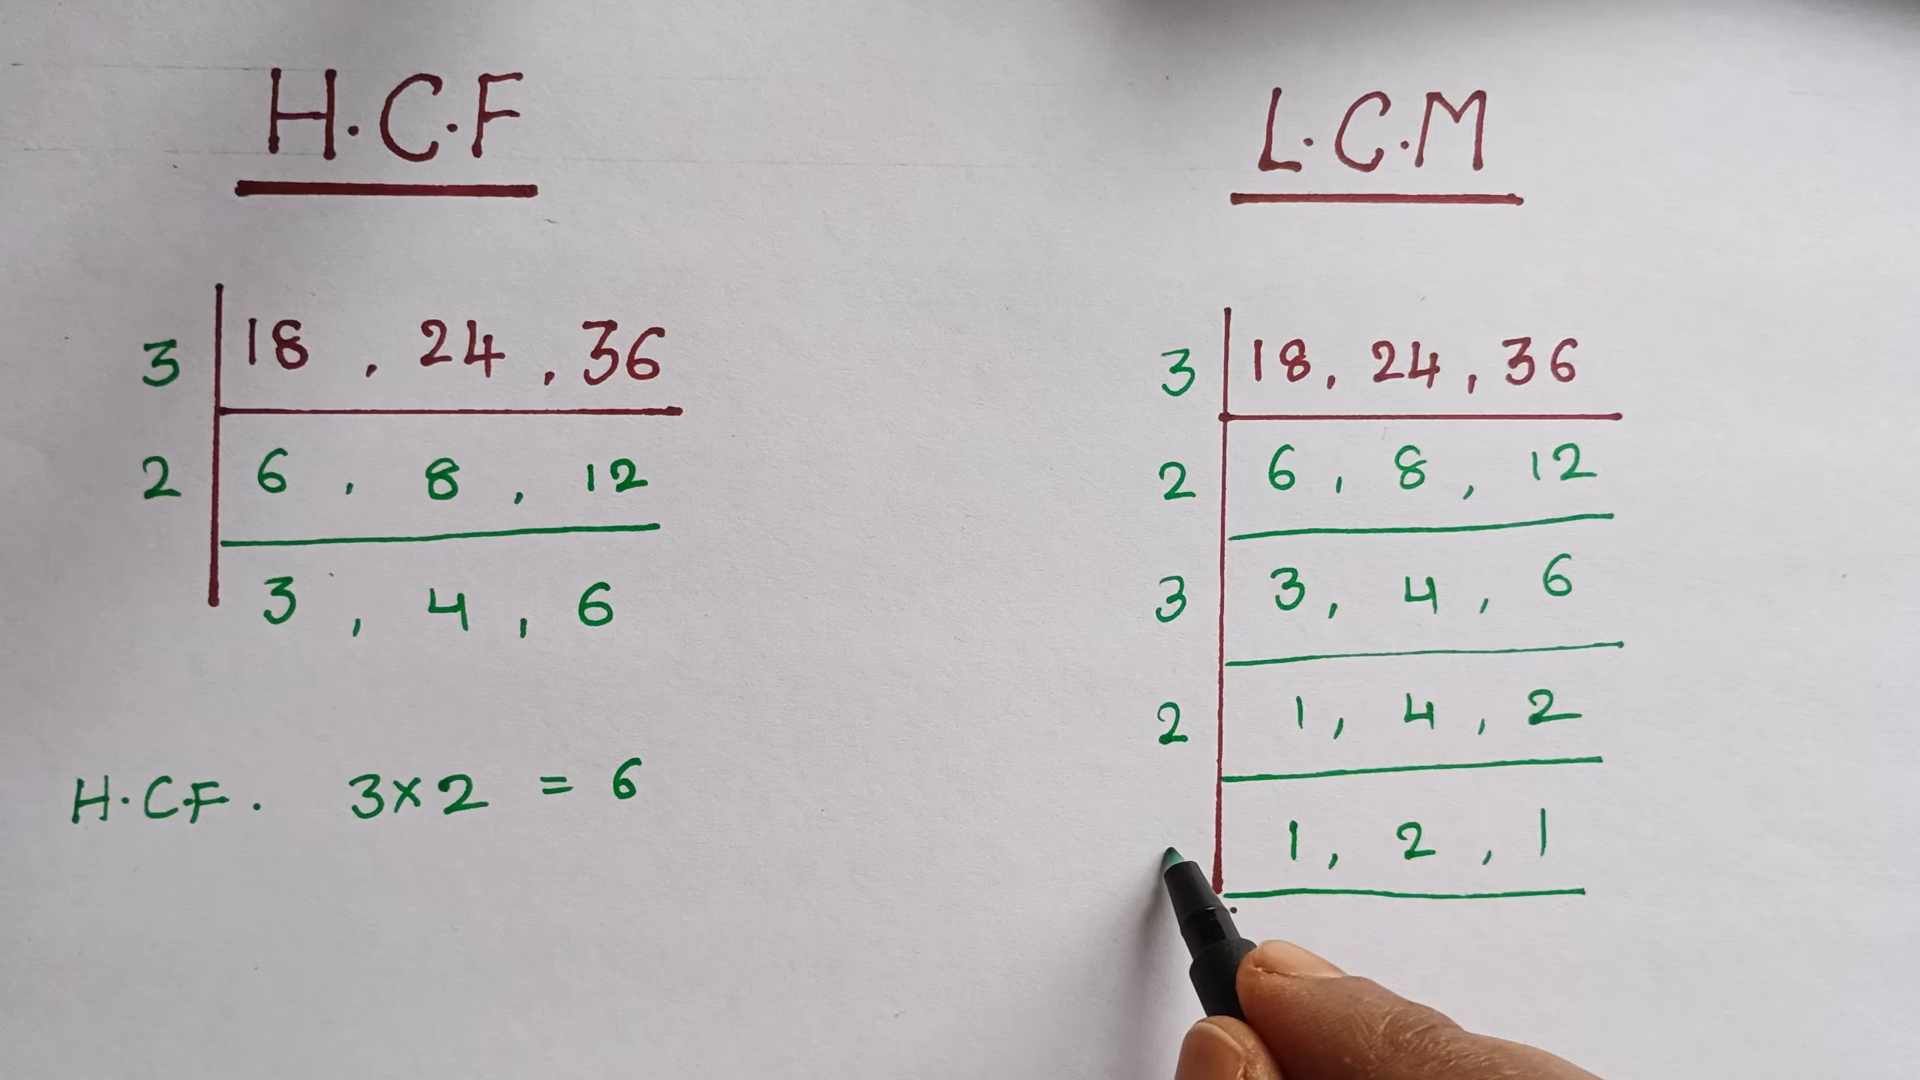 H.C.F
3 18, 24, 36
2 6, 8, 12
3, 4, 6
H.C.F. 3×2 = 6
L.C.M
3 18, 24, 36
2 6, 8, 12
3 3, 4, 6
2 1, 4, 2
1, 2, 1